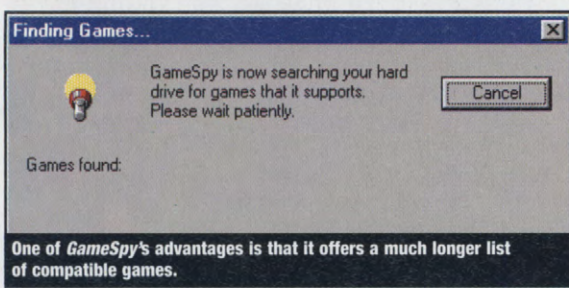 Finding Games...
GameSpy is now searching your hard
drive for games that it supports.
Please wait patiently.
Cancel
Games found:
One of GameSpy's advantages is that it offers a much longer list
of compatible games.